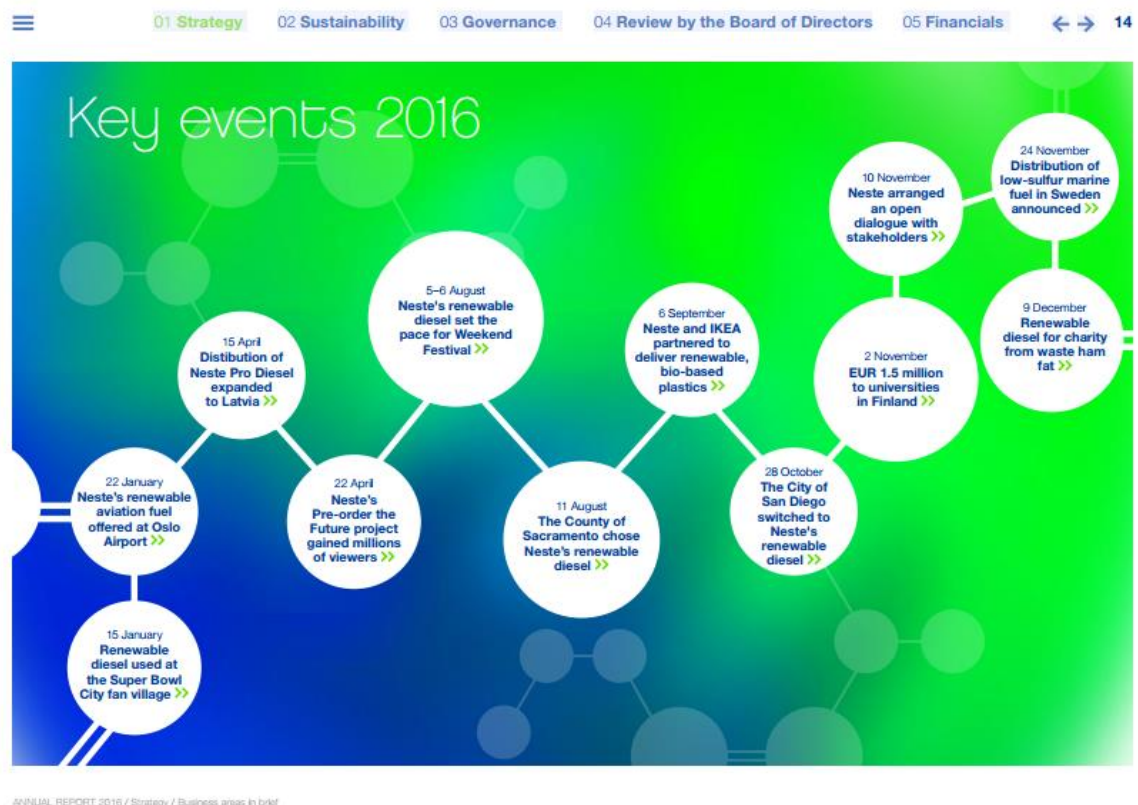 01 Strategy 02 Sustainability 03 Governance 04 Review by the Board of Directors 05 Financials 14
Key events 2016
15 January
Renewable
diesel used at
the Super Bowl
City fan village >>
22 January
Neste's renewable
aviation fuel
offered at Oslo
Airport >>
15 April
Distibution of
Neste Pro Diesel
expanded
to Latvia >>
22 April
Neste's
Pre-order the
Future project
gained millions
of viewers >>
5–6 August
Neste's renewable
diesel set the
pace for Weekend
Festival >>
11 August
The County of
Sacramento chose
Neste's renewable
diesel >>
6 September
Neste and IKEA
partnered to
deliver renewable,
bio-based
plastics >>
28 October
The City of
San Diego
switched to
Neste's
renewable
diesel >>
2 November
EUR 1.5 million
to universities
in Finland >>
10 November
Neste arranged
an open
dialogue with
stakeholders >>
24 November
Distribution of
low-sulfur marine
fuel in Sweden
announced >>
9 December
Renewable
diesel for charity
from waste ham
fat >>
ANNUAL REPORT 2016 / Strategy / Business areas in brief